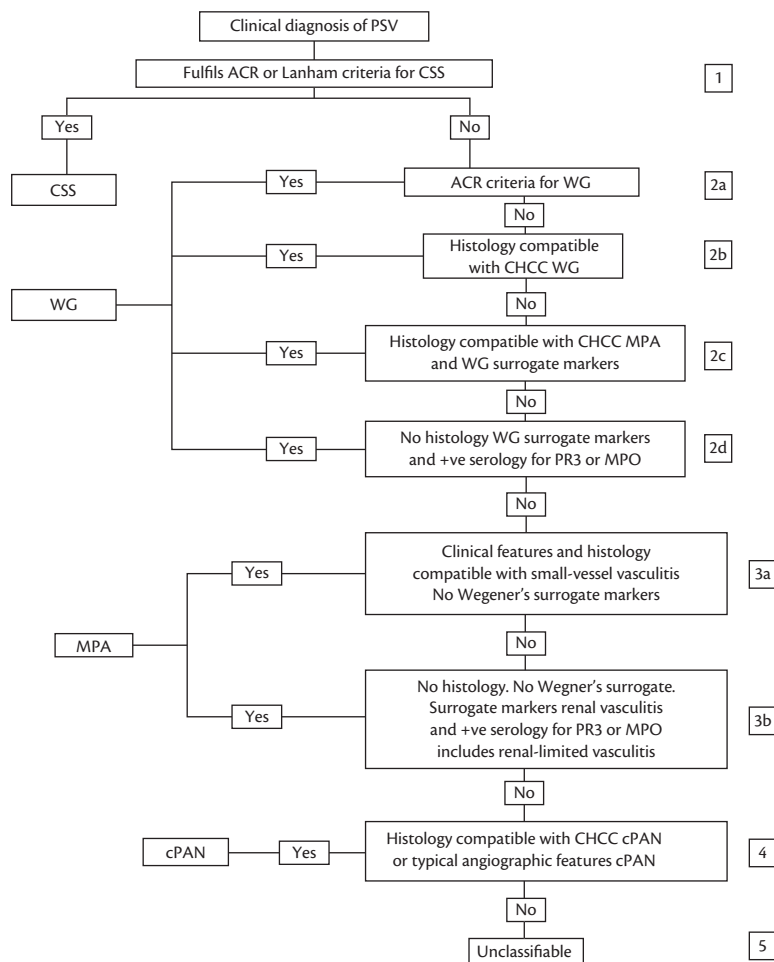 Clinical diagnosis of PSV
Fulfils ACR or Lanham criteria for CSS
1
Yes
No
CSS
Yes
ACR criteria for WG
2a
No
Yes
Histology compatible
with CHCC WG
2b
WG
No
Yes
Histology compatible with CHCC MPA
and WG surrogate markers
2c
No
Yes
No histology WG surrogate markers
and +ve serology for PR3 or MPO
2d
No
Yes
Clinical features and histology
compatible with small-vessel vasculitis
No Wegener's surrogate markers
3a
MPA
No
Yes
No histology. No Wegner's surrogate.
Surrogate markers renal vasculitis
and +ve serology for PR3 or MPO
includes renal-limited vasculitis
3b
No
cPAN
Yes
Histology compatible with CHCC cPAN
or typical angiographic features cPAN
4
No
Unclassifiable
5